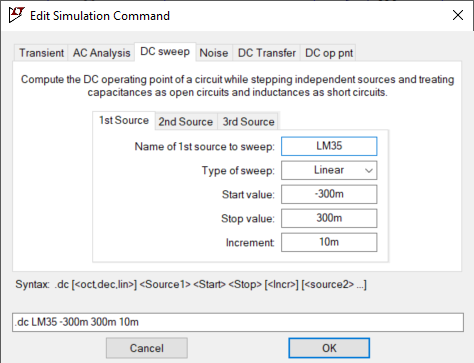 Edit Simulation Command
Transient AC Analysis DC sweep Noise DC Transfer DC op pnt
Compute the DC operating point of a circuit while stepping independent sources and treating
capacitances as open circuits and inductances as short circuits.
1st Source 2nd Source 3rd Source
Name of 1st source to sweep: LM35
Type of sweep: Linear
Start value: -300m
Stop value: 300m
Increment: 10m
Syntax: .dc [<oct,dec,lin>] <Source1> <Start> <Stop> [<Incr>] [<source2> ...]
.dc LM35 -300m 300m 10m
Cancel OK